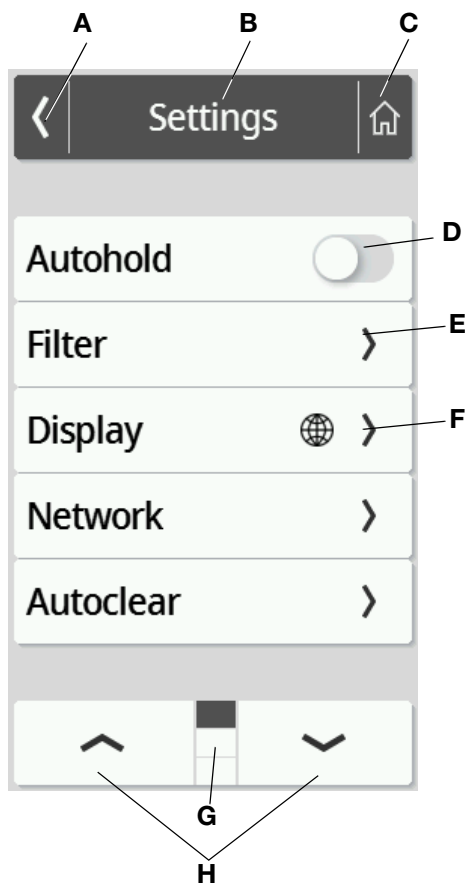 A B C
Settings
D
Autohold
E
Filter
F
Display
Network
Autoclear
G
H